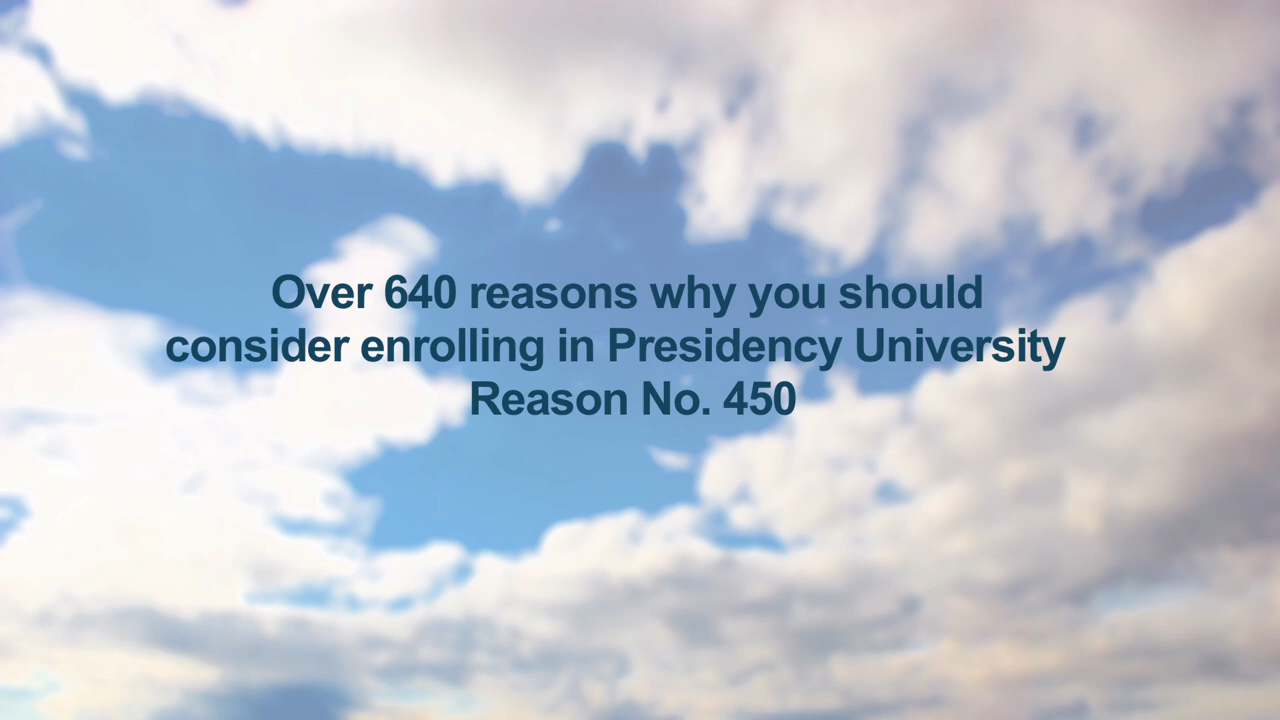 Over 640 reasons why you should
consider enrolling in Presidency University
Reason No. 450